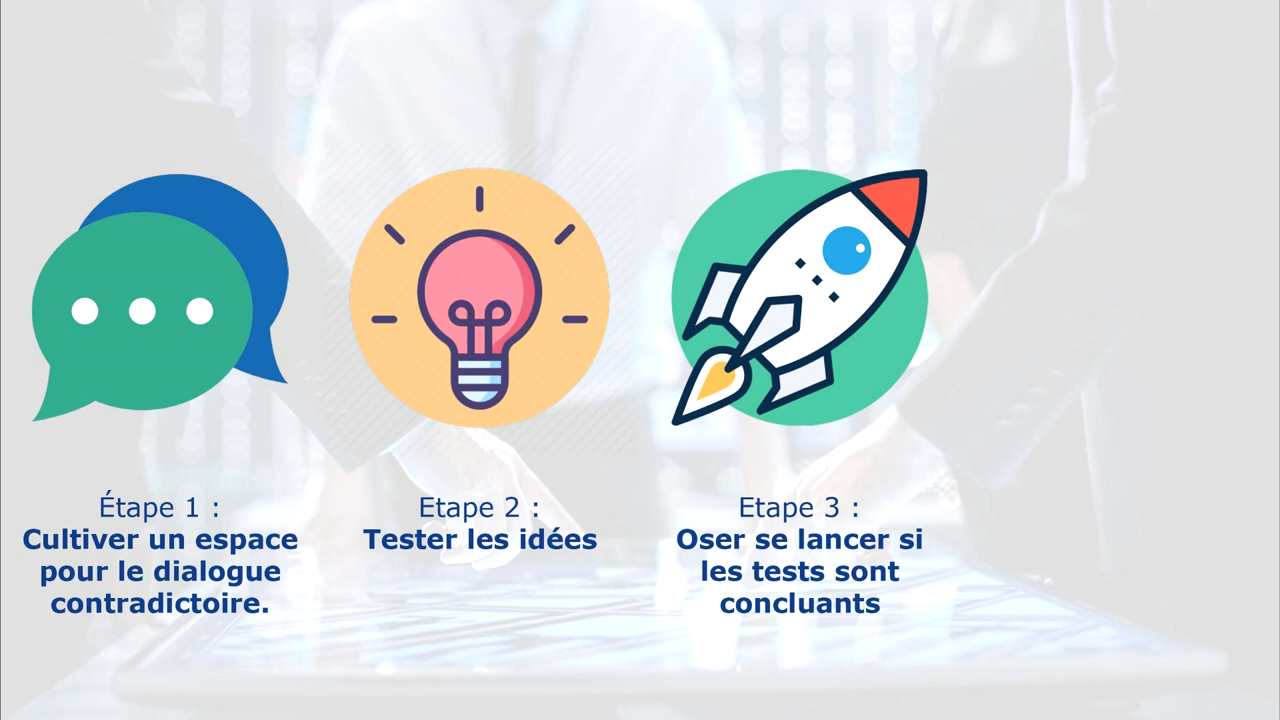 Étape 1 :
Cultiver un espace
pour le dialogue
contradictoire.
Etape 2 :
Tester les idées
Etape 3 :
Oser se lancer si
les tests sont
concluants